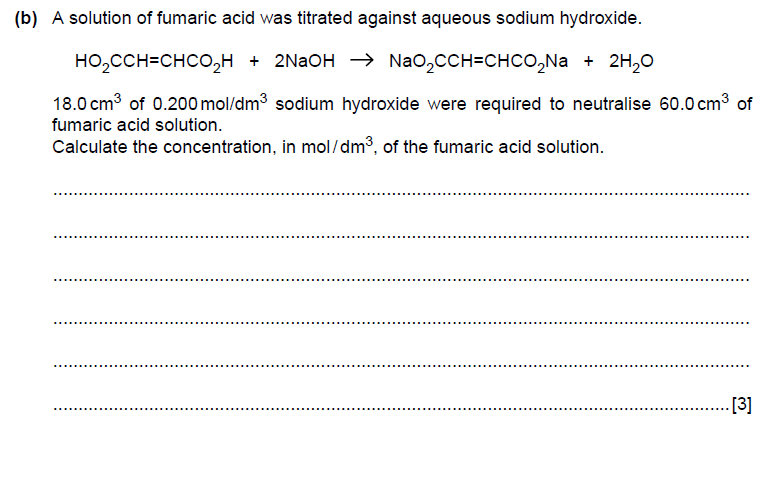 (b) A solution of fumaric acid was titrated against aqueous sodium hydroxide.
HO₂CCH=CHCO₂H + 2NaOH → NaO₂CCH=CHCO₂Na + 2H₂O
18.0 cm³ of 0.200 mol/dm³ sodium hydroxide were required to neutralise 60.0 cm³ of
fumaric acid solution.
Calculate the concentration, in mol/dm³, of the fumaric acid solution.
[3]